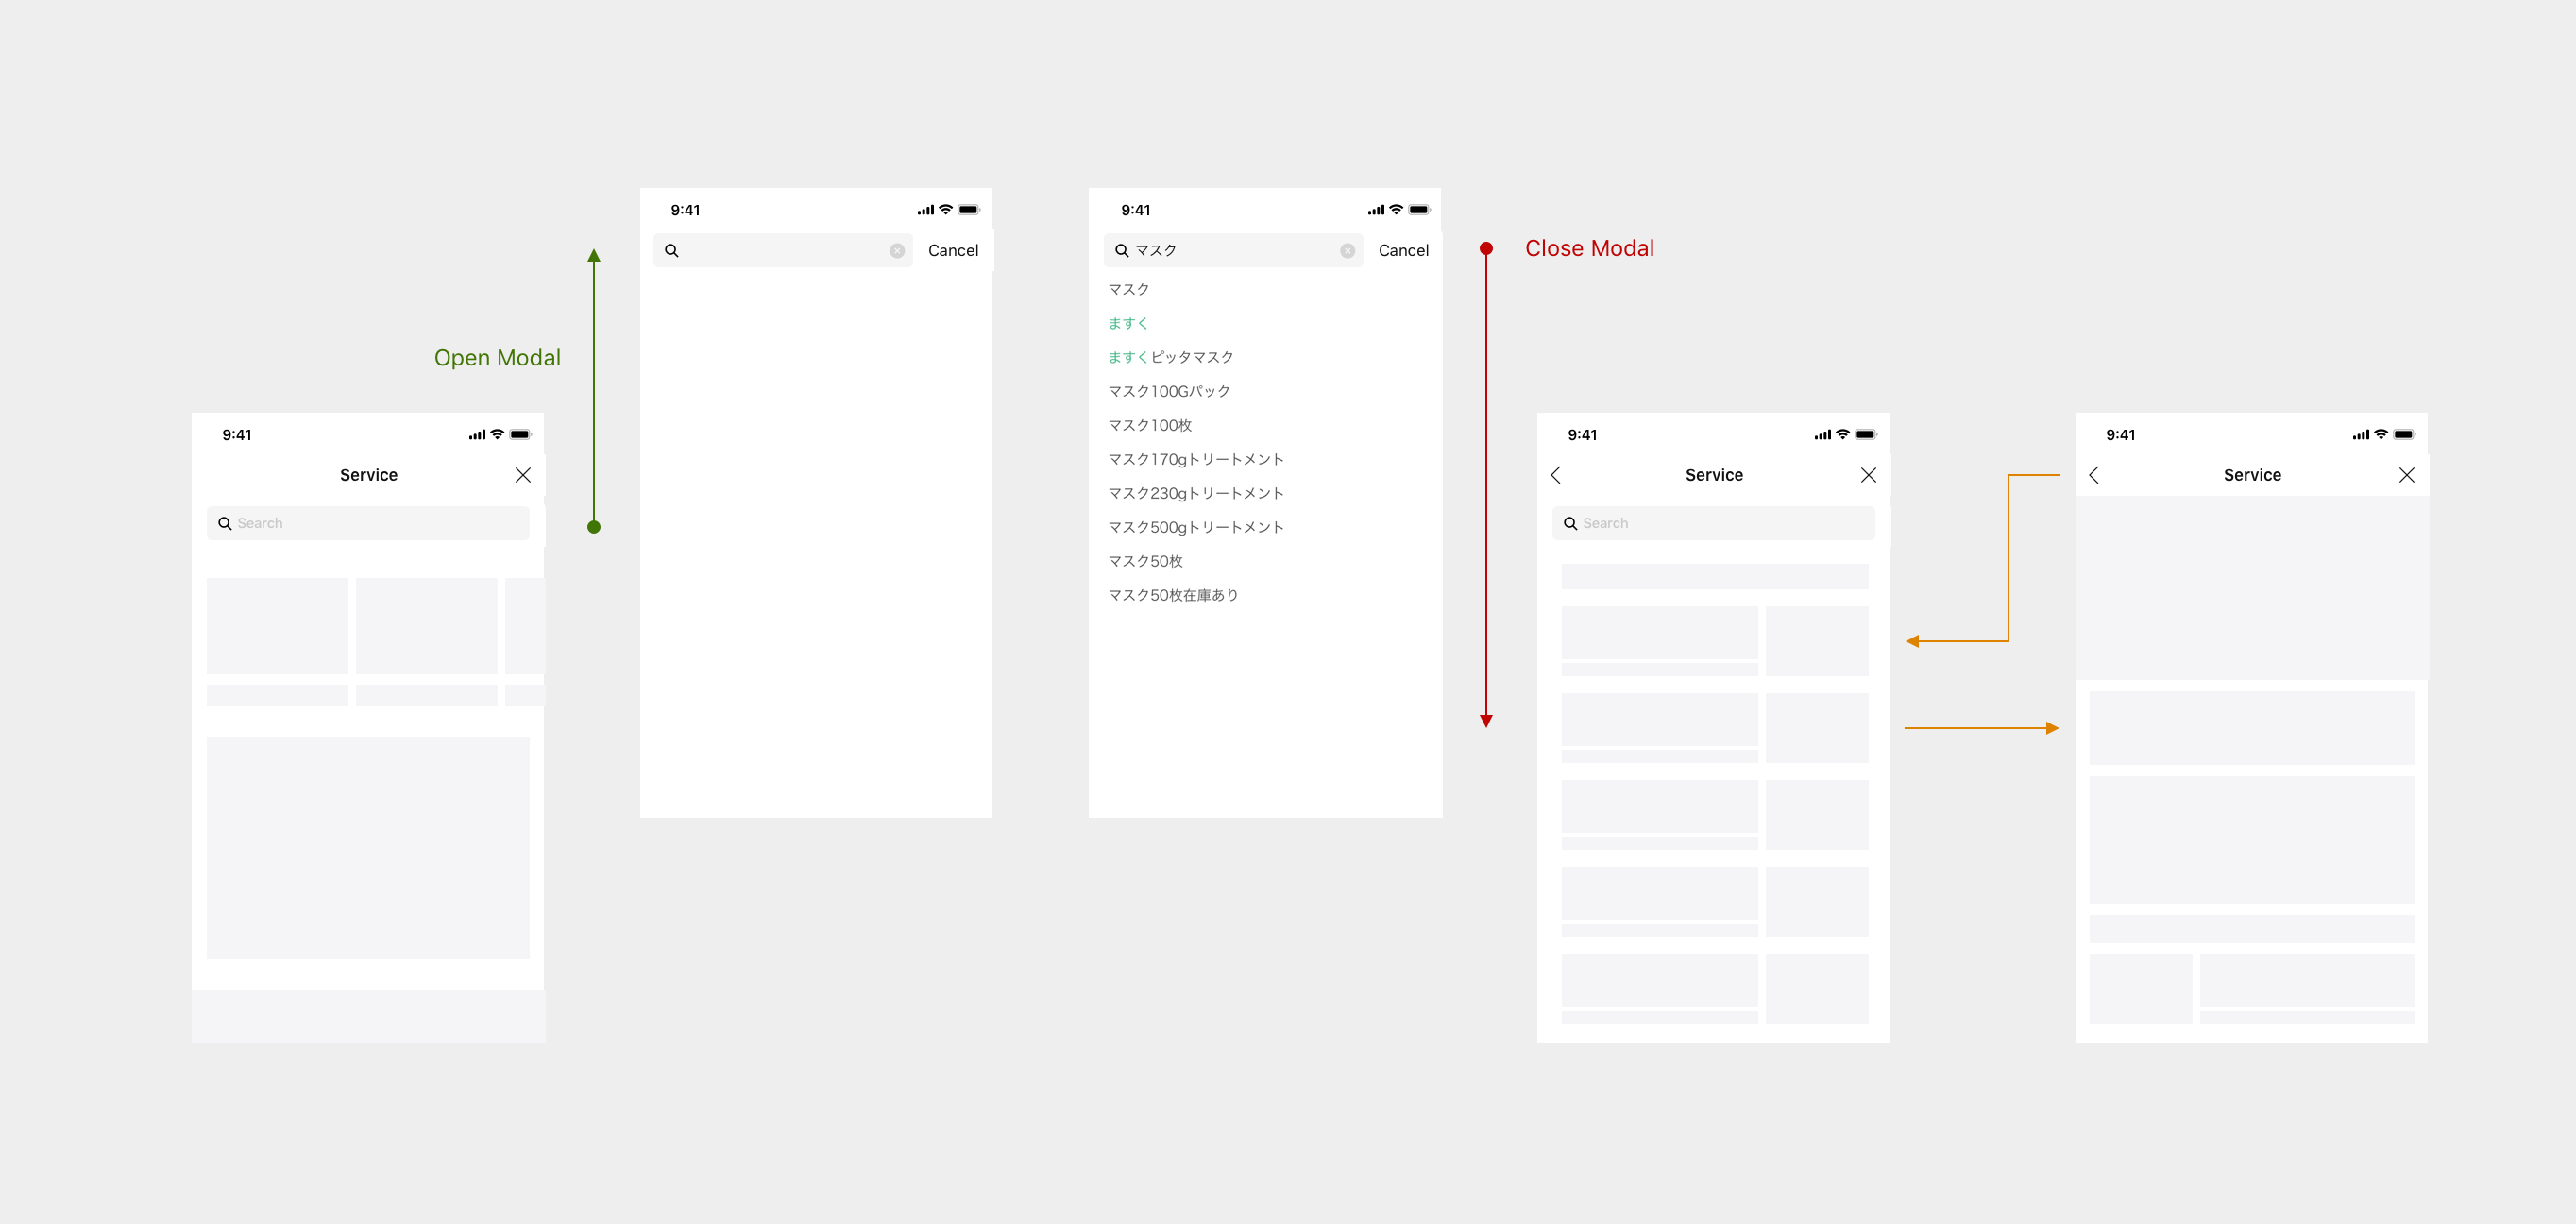 Open Modal
9:41
Service
Search
9:41
Cancel
9:41
マスク
Cancel
マスク
ますく
ますくピッタマスク
マスク100Gパック
マスク100枚
マスク170gトリートメント
マスク230gトリートメント
マスク500gトリートメント
マスク50枚
マスク50枚在庫あり
Close Modal
9:41
Service
Search
9:41
Service